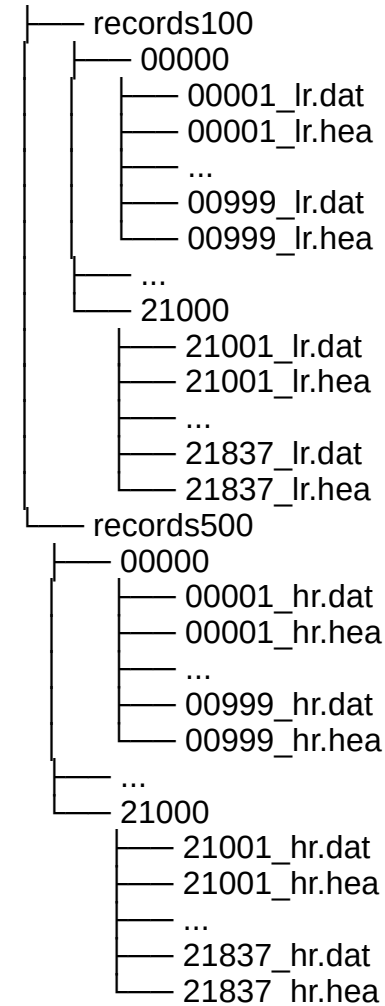 records100
00000
00001_lr.dat
00001_lr.hea
...
00999_lr.dat
00999_lr.hea
...
21000
21001_lr.dat
21001_lr.hea
...
21837_lr.dat
21837_lr.hea
records500
00000
00001_hr.dat
00001_hr.hea
...
00999_hr.dat
00999_hr.hea
...
21000
21001_hr.dat
21001_hr.hea
...
21837_hr.dat
21837_hr.hea